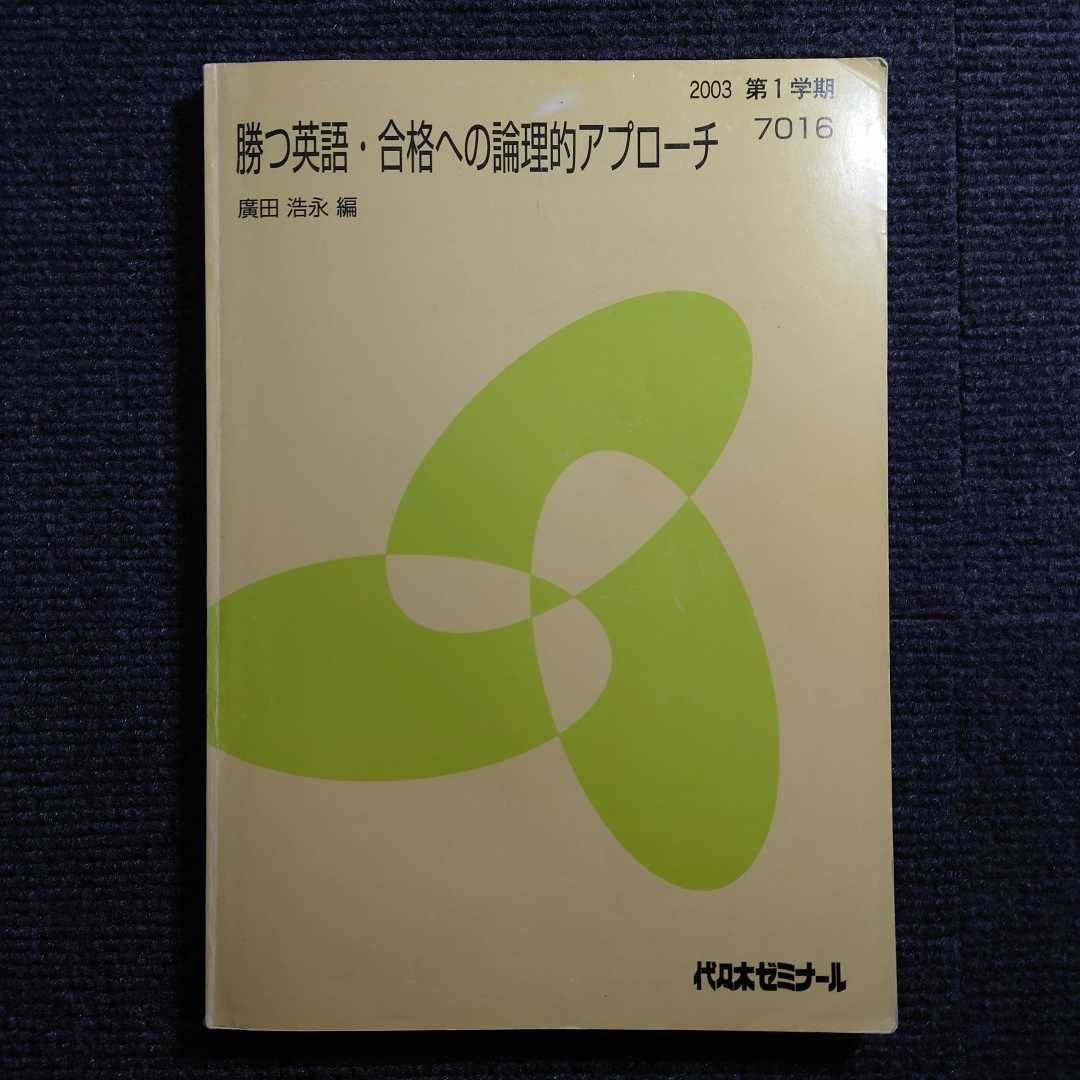 2003 第1学期
勝つ英語・合格への論理的アプローチ 7016
廣田 浩永 編
代々木ゼミナール